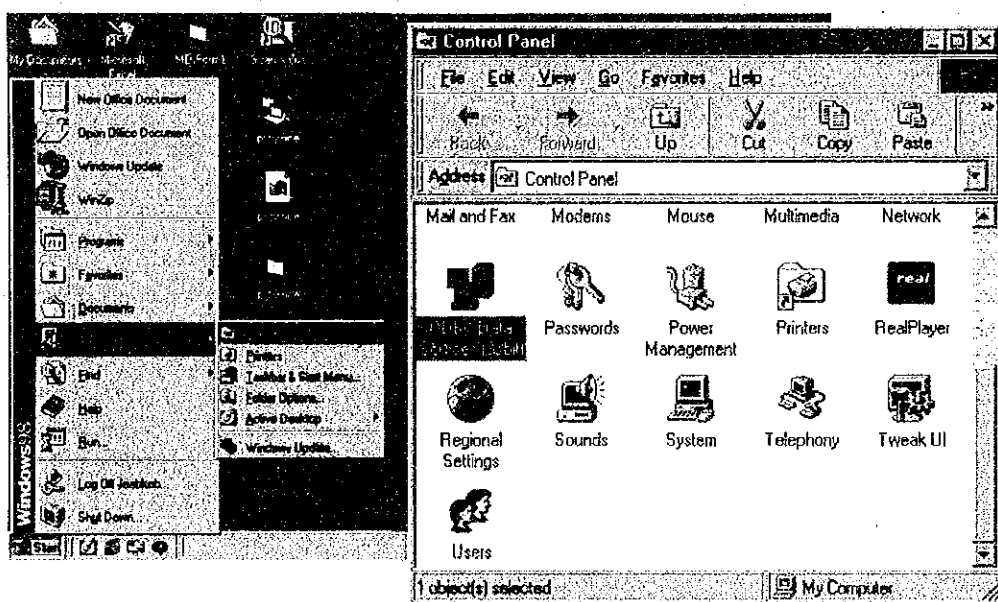 My Documents Microsoft Excel
New Office Document
Open Office Document
Windows Update
WinZip
Programs
Favorites
Documents
Find
Help
Run...
Log Off
Shut Down...
Windows98
Start
Printers
Taskbar & Start Menu...
Folder Options...
Active Desktop
Windows Update...
Control Panel
File Edit View Go Favorites Help
Back Forward Up Cut Copy Paste
Address Control Panel
Mail and Fax Modems Mouse Multimedia Network
real
Passwords Power Management Printers RealPlayer
Regional Settings Sounds System Telephony Tweak UI
Users
1 object(s) selected My Computer